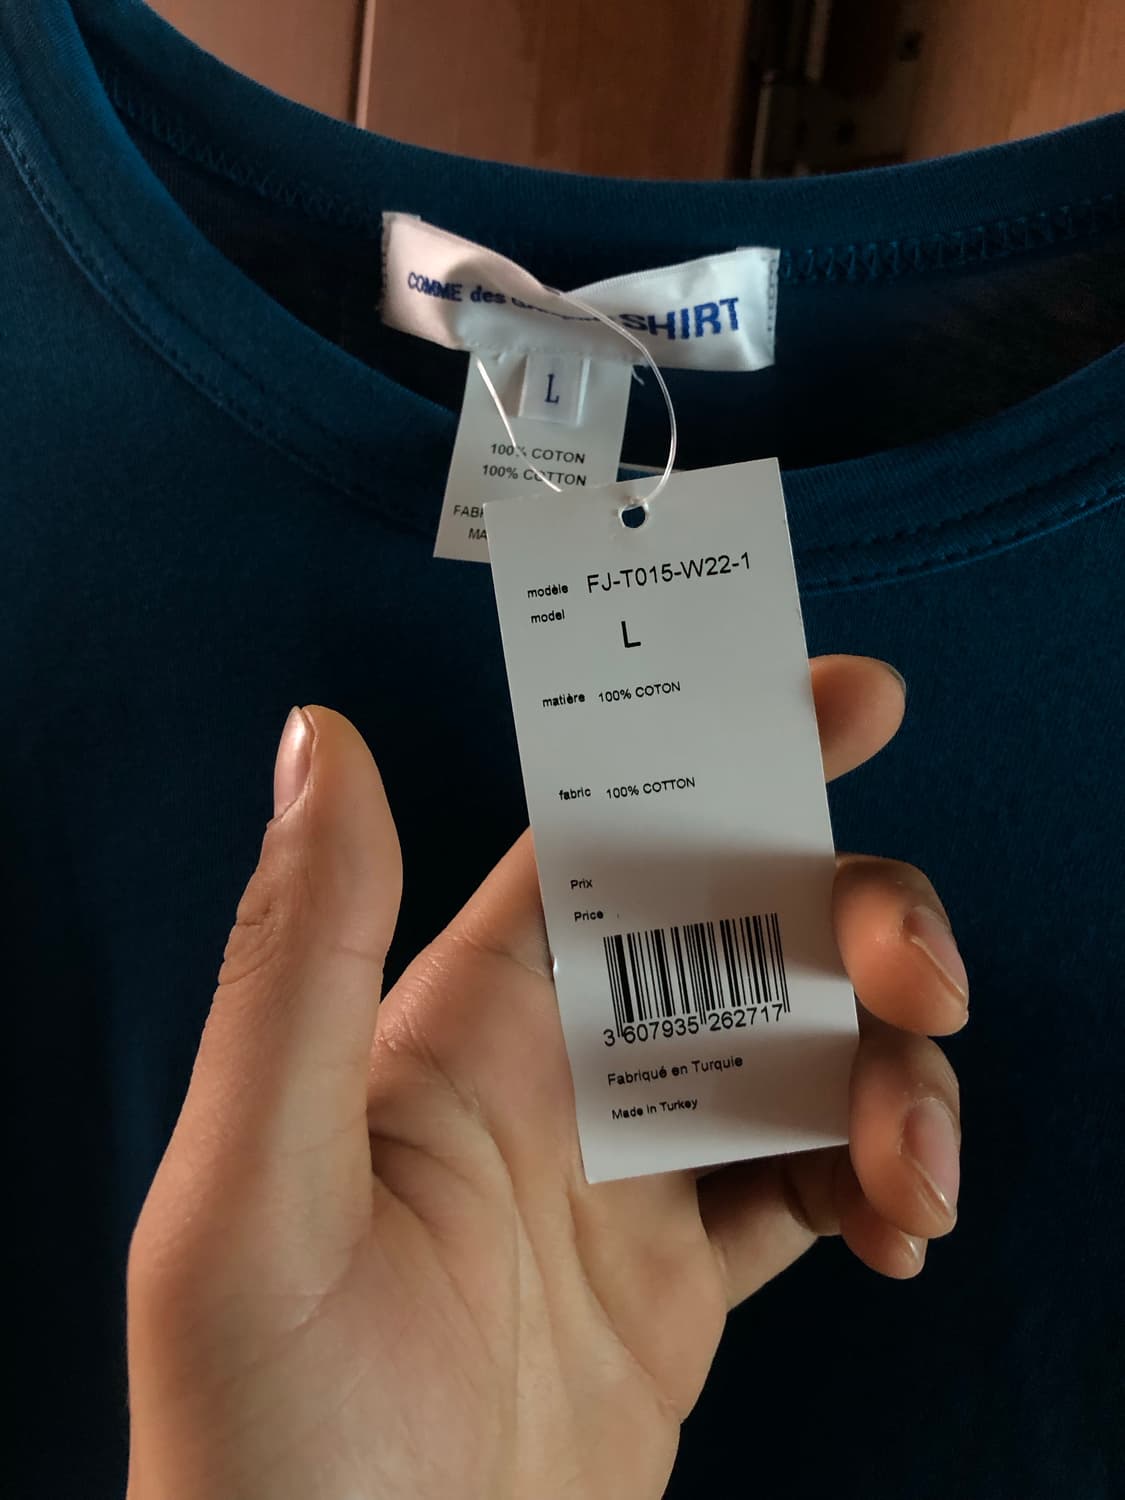 COMME des SHIRT
L
100% COTON
100% COTTON
modèle FJ-T015-W22-1
model
L
matière 100% COTON
fabric 100% COTTON
Prix
Price
3 607935 262717
Fabriqué en Turquie
Made in Turkey